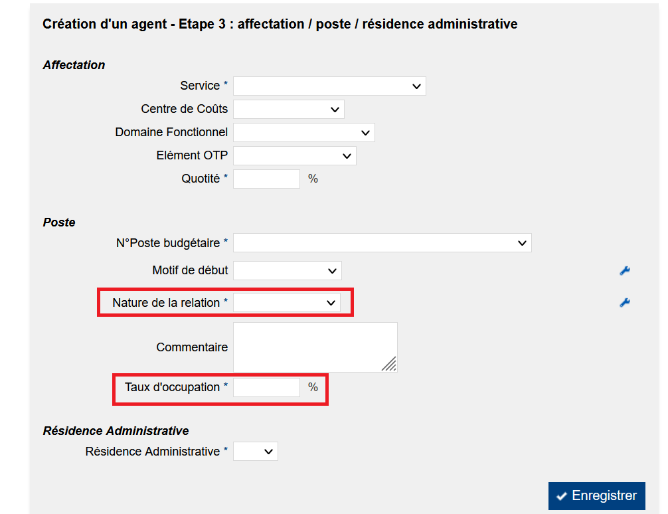 Création d'un agent - Etape 3 : affectation / poste / résidence administrative
Affectation
Service *
Centre de Coûts
Domaine Fonctionnel
Elément OTP
Quotité * %
Poste
N°Poste budgétaire *
Motif de début
Nature de la relation *
Commentaire
Taux d'occupation * %
Résidence Administrative
Résidence Administrative *
Enregistrer